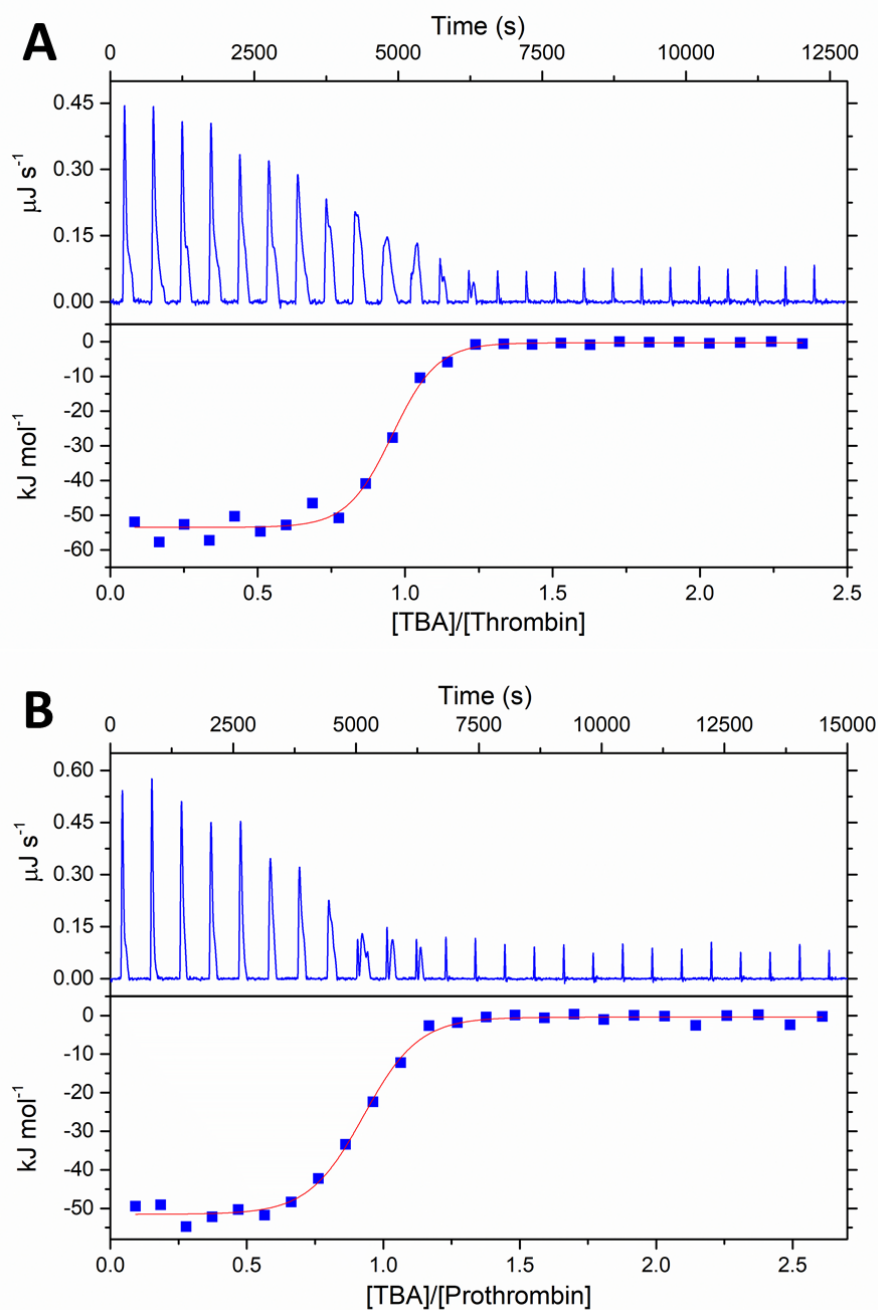 A
Time (s)
0 2500 5000 7500 10000 12500
0.45
0.30
0.15
0.00
µJ s⁻¹
0
-10
-20
-30
-40
-50
-60
kJ mol⁻¹
0.0 0.5 1.0 1.5 2.0 2.5
[TBA]/[Thrombin]
B
Time (s)
0 2500 5000 7500 10000 12500 15000
0.60
0.45
0.30
0.15
0.00
µJ s⁻¹
0
-10
-20
-30
-40
-50
kJ mol⁻¹
0.0 0.5 1.0 1.5 2.0 2.5
[TBA]/[Prothrombin]